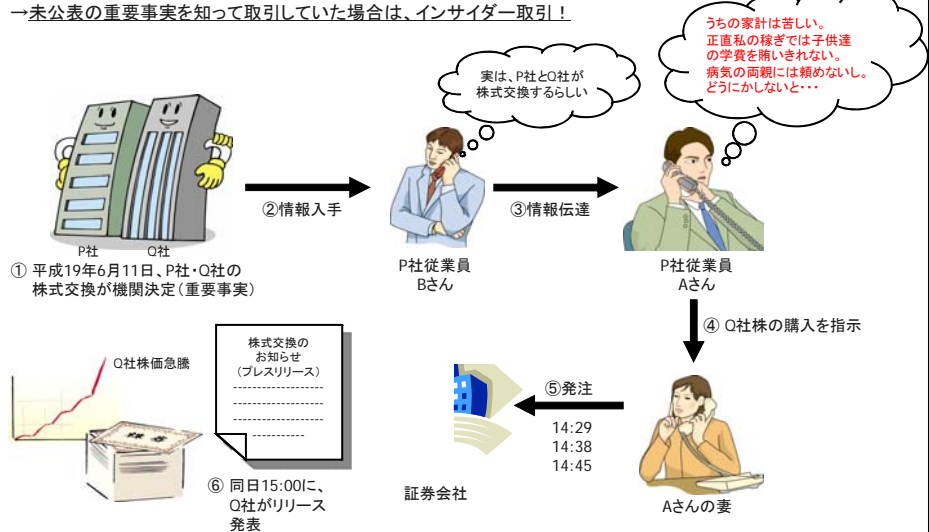 →未公表の重要事実を知って取引していた場合は、インサイダー取引！
うちの家計は苦しい。
正直私の稼ぎでは子供達
の学費を賄いきれない。
病気の両親には頼めないし。
どうにかしないと・・・
実は、P社とQ社が
株式交換するらしい
②情報入手
③情報伝達
P社
Q社
P社従業員
Bさん
P社従業員
Aさん
① 平成19年6月11日、P社・Q社の
株式交換が機関決定（重要事実）
④ Q社株の購入を指示
Q社株価急騰
株式交換の
お知らせ
（プレスリリース）
⑤発注
14:29
14:38
14:45
⑥ 同日15:00に、
Q社がリリース
発表
証券会社
Aさんの妻